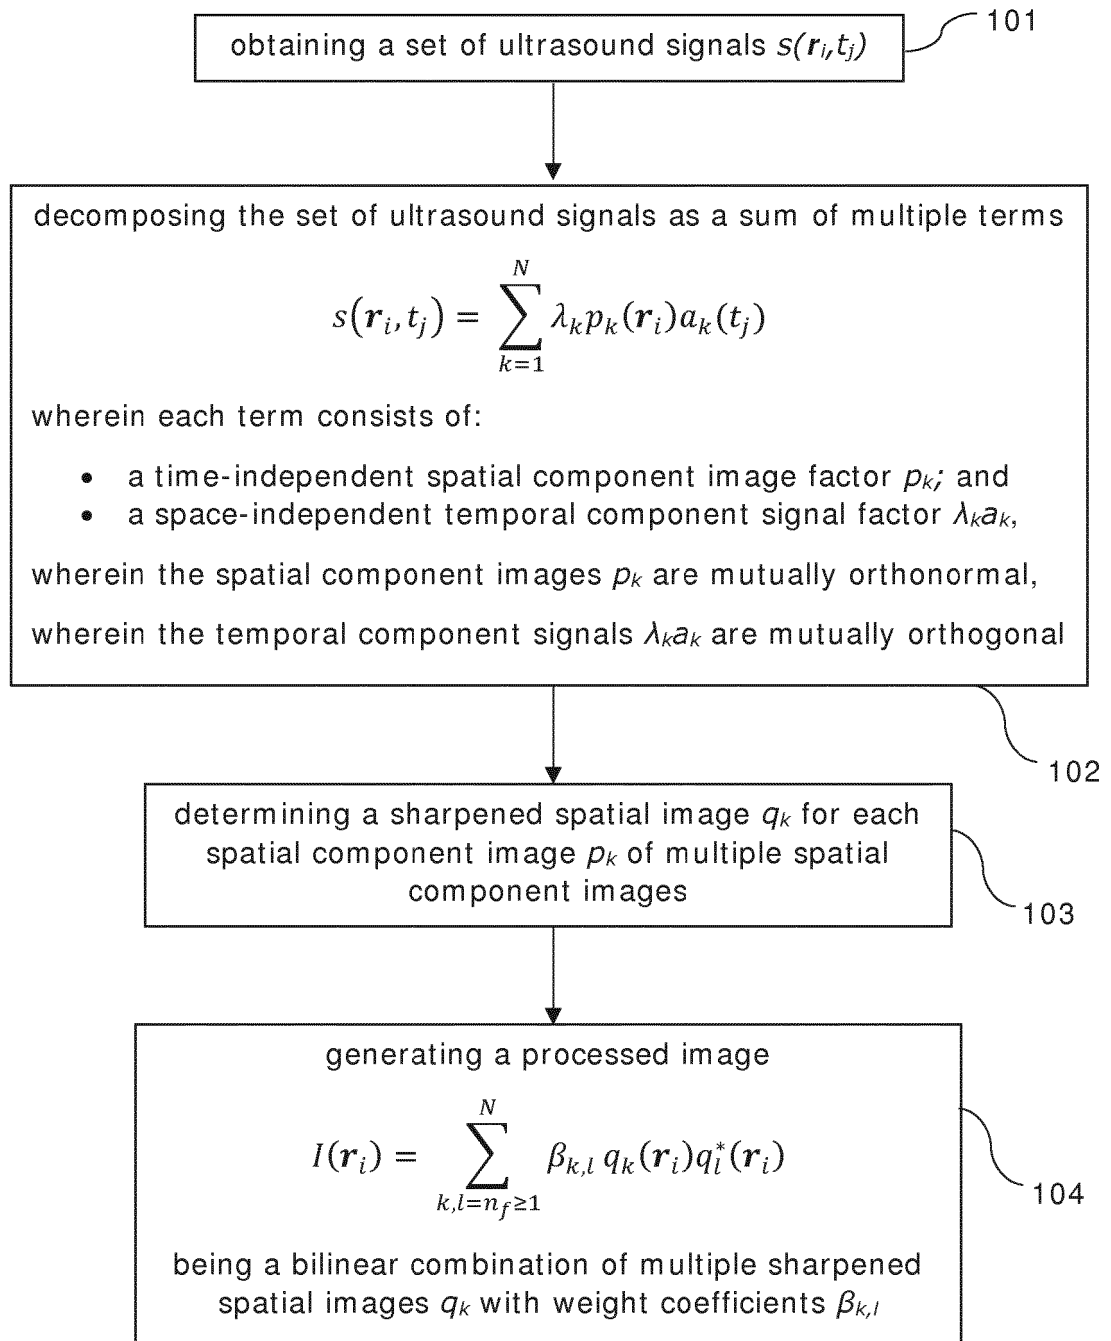 101
obtaining a set of ultrasound signals s(rᵢ,tⱼ)
decomposing the set of ultrasound signals as a sum of multiple terms
s(rᵢ, tⱼ) = ∑_{k=1}^{N} λₖpₖ(rᵢ)aₖ(tⱼ)
wherein each term consists of:
• a time-independent spatial component image factor pₖ; and
• a space-independent temporal component signal factor λₖaₖ,
wherein the spatial component images pₖ are mutually orthonormal,
wherein the temporal component signals λₖaₖ are mutually orthogonal
102
determining a sharpened spatial image qₖ for each
spatial component image pₖ of multiple spatial
component images
103
generating a processed image
I(rᵢ) = ∑_{k,l=n_f≥1}^{N} β_{k,l} qₖ(rᵢ)qₗ*(rᵢ)
104
being a bilinear combination of multiple sharpened
spatial images qₖ with weight coefficients β_{k,l}